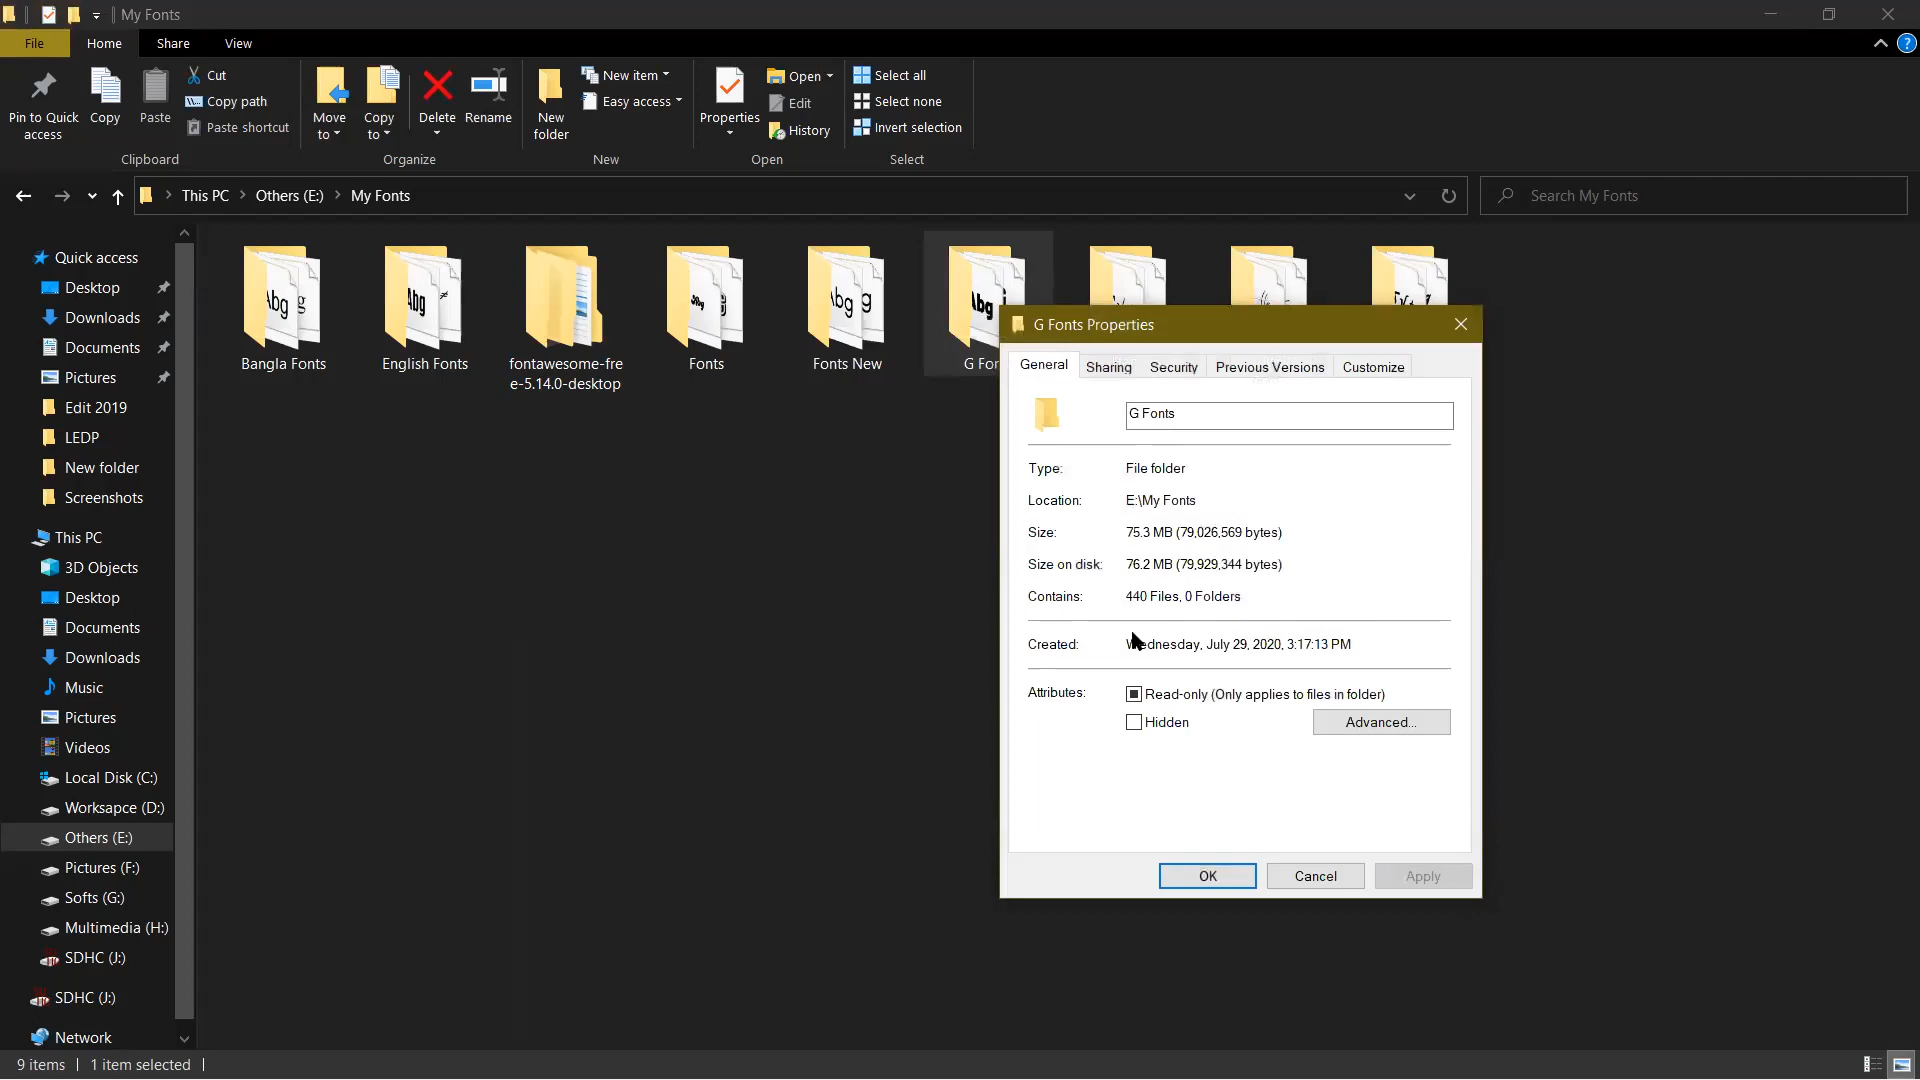 My Fonts
File Home Share View
Pin to Quick access
Copy
Paste
Cut
Copy path
Paste shortcut
Clipboard
Move to
Copy to
Delete
Rename
Organize
New folder
New item
Easy access
New
Properties
Open
Edit
History
Open
Select all
Select none
Invert selection
Select
This PC Others (E:) My Fonts
Search My Fonts
Quick access
Desktop
Downloads
Documents
Pictures
Edit 2019
LEDP
New folder
Screenshots
This PC
3D Objects
Desktop
Documents
Downloads
Music
Pictures
Videos
Local Disk (C:)
Worksapce (D:)
Others (E:)
Pictures (F:)
Softs (G:)
Multimedia (H:)
SDHC (J:)
SDHC (J:)
Network
Bangla Fonts
English Fonts
fontawesome-fre
e-5.14.0-desktop
Fonts
Fonts New
G Fonts Properties
General Sharing Security Previous Versions Customize
G Fonts
Type: File folder
Location: E:\My Fonts
Size: 75.3 MB (79,026,569 bytes)
Size on disk: 76.2 MB (79,929,344 bytes)
Contains: 440 Files, 0 Folders
Created: Wednesday, July 29, 2020, 3:17:13 PM
Attributes: Read-only (Only applies to files in folder)
Hidden Advanced...
OK Cancel Apply
9 items 1 item selected